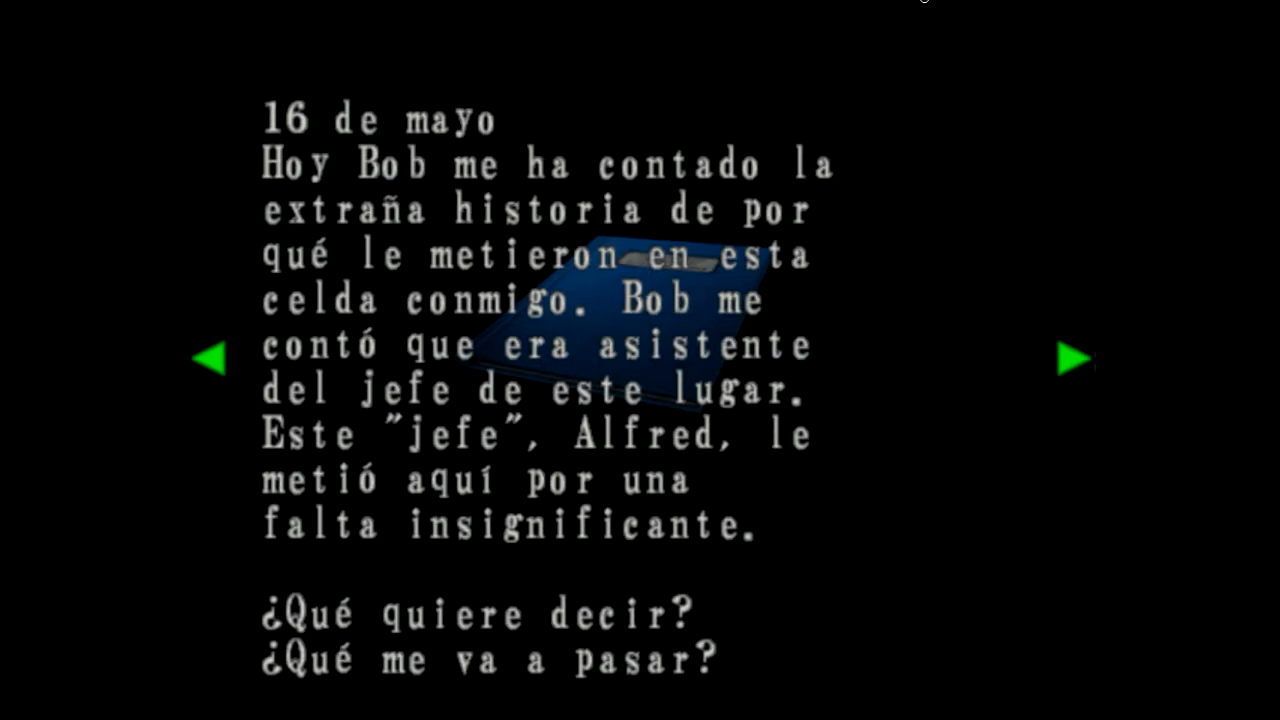 16 de mayo
Hoy Bob me ha contado la
extraña historia de por
qué le metieron en esta
celda conmigo. Bob me
contó que era asistente
del jefe de este lugar.
Este "jefe", Alfred, le
metió aquí por una
falta insignificante.
¿Qué quiere decir?
¿Qué me va a pasar?